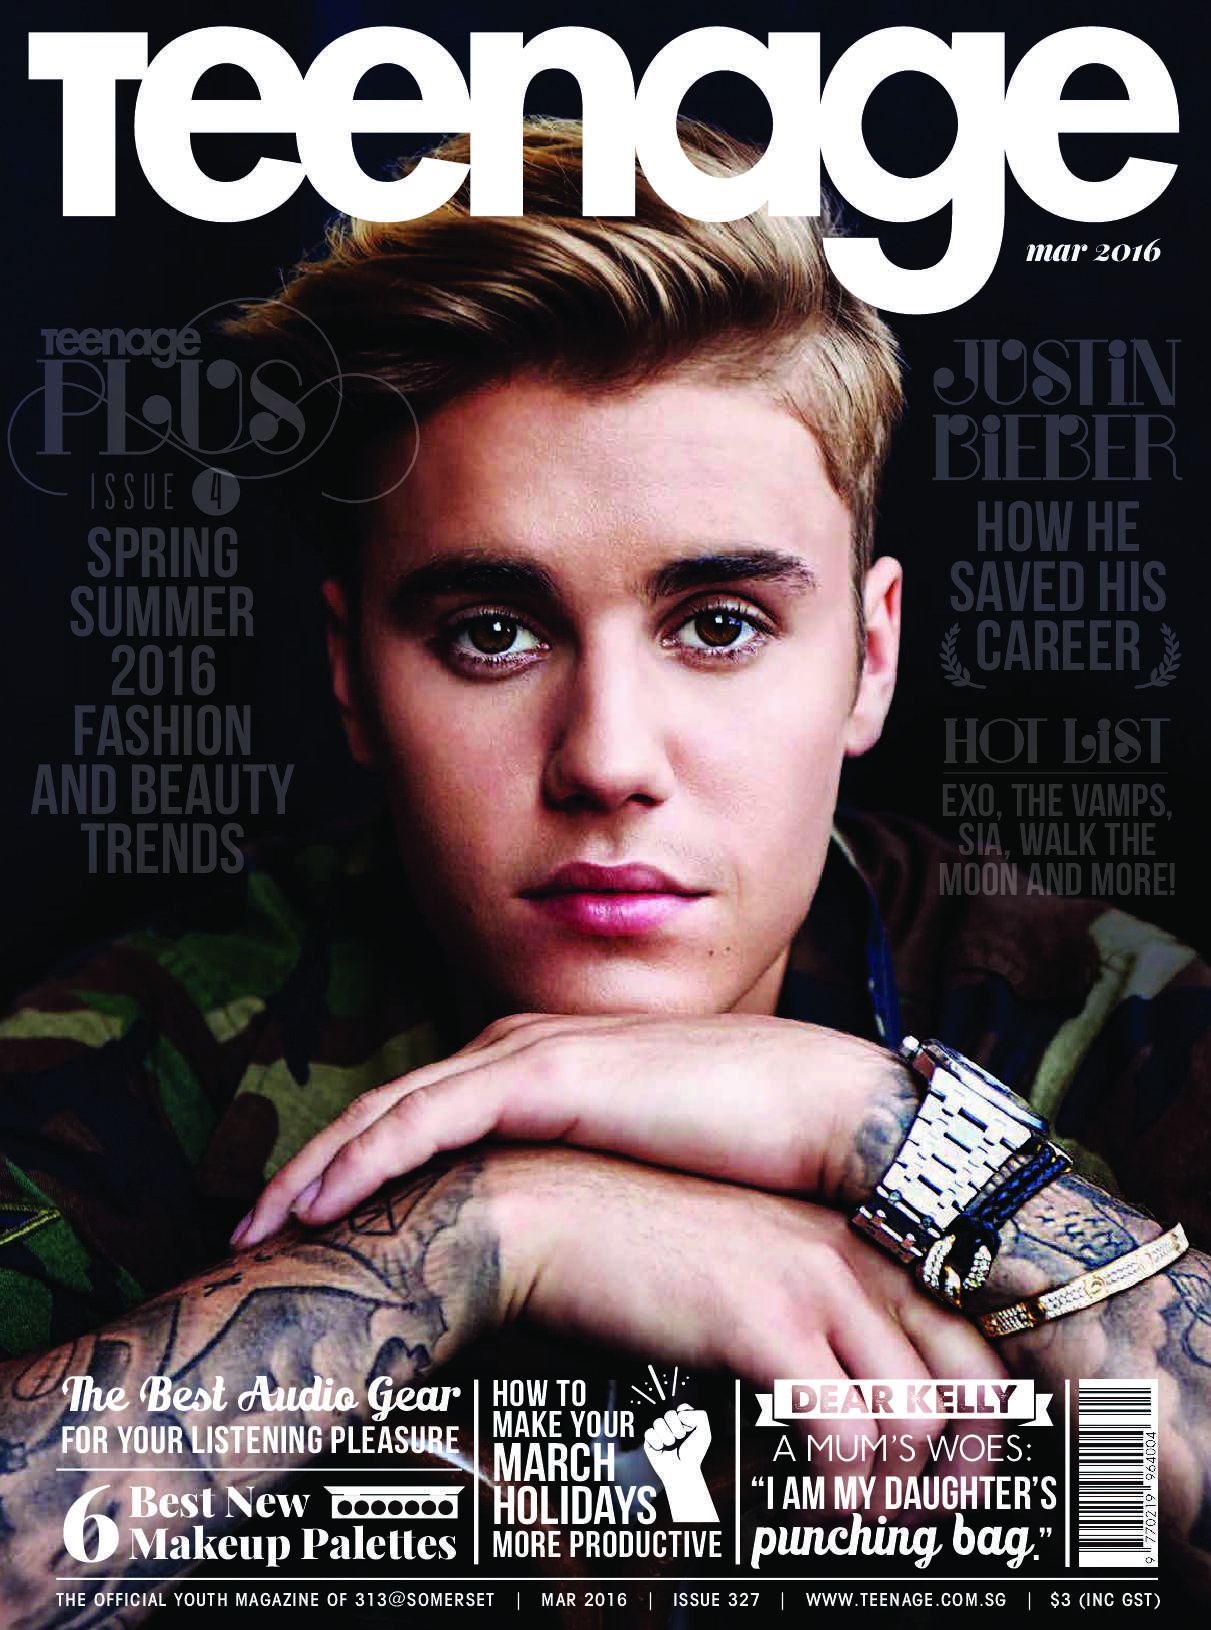 Teenage
mar 2016
Teenage
PLUS
ISSUE 4
SPRING
SUMMER
2016
FASHION
AND BEAUTY
TRENDS
JUSTIN
BIEBER
HOW HE
SAVED HIS
CAREER
HOT LIST
EXO, THE VAMPS,
SIA, WALK THE
MOON AND MORE!
The Best Audio Gear
FOR YOUR LISTENING PLEASURE
6 Best New
Makeup Palettes
HOW TO
MAKE YOUR
MARCH
HOLIDAYS
MORE PRODUCTIVE
DEAR KELLY
A MUM'S WOES:
“I AM MY DAUGHTER'S
punching bag.”
9 770219 964004
THE OFFICIAL YOUTH MAGAZINE OF 313@SOMERSET | MAR 2016 | ISSUE 327 | WWW.TEENAGE.COM.SG | $3 (INC GST)